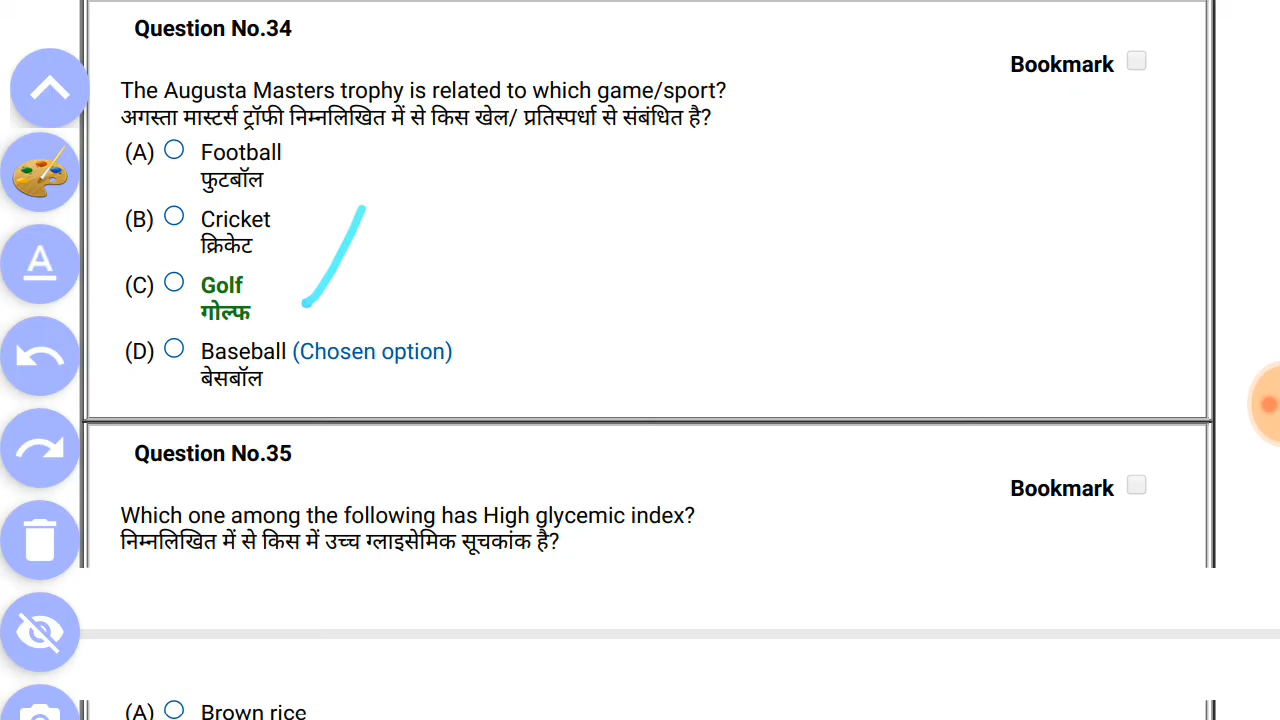 Question No.34
Bookmark
The Augusta Masters trophy is related to which game/sport?
अगस्ता मास्टर्स ट्रॉफी निम्नलिखित में से किस खेल/ प्रतिस्पर्धा से संबंधित है?
(A) Football
फुटबॉल
(B) Cricket
क्रिकेट
(C) Golf
गोल्फ
(D) Baseball (Chosen option)
बेसबॉल
Question No.35
Bookmark
Which one among the following has High glycemic index?
निम्नलिखित में से किस में उच्च ग्लाइसेमिक सूचकांक है?
(A) Brown rice